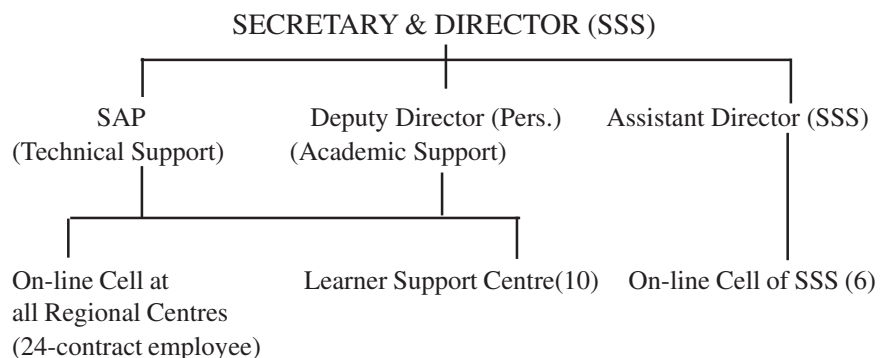 SECRETARY & DIRECTOR (SSS)
SAP
(Technical Support)
Deputy Director (Pers.)
(Academic Support)
Assistant Director (SSS)
On-line Cell at
all Regional Centres
(24-contract employee)
Learner Support Centre(10)
On-line Cell of SSS (6)